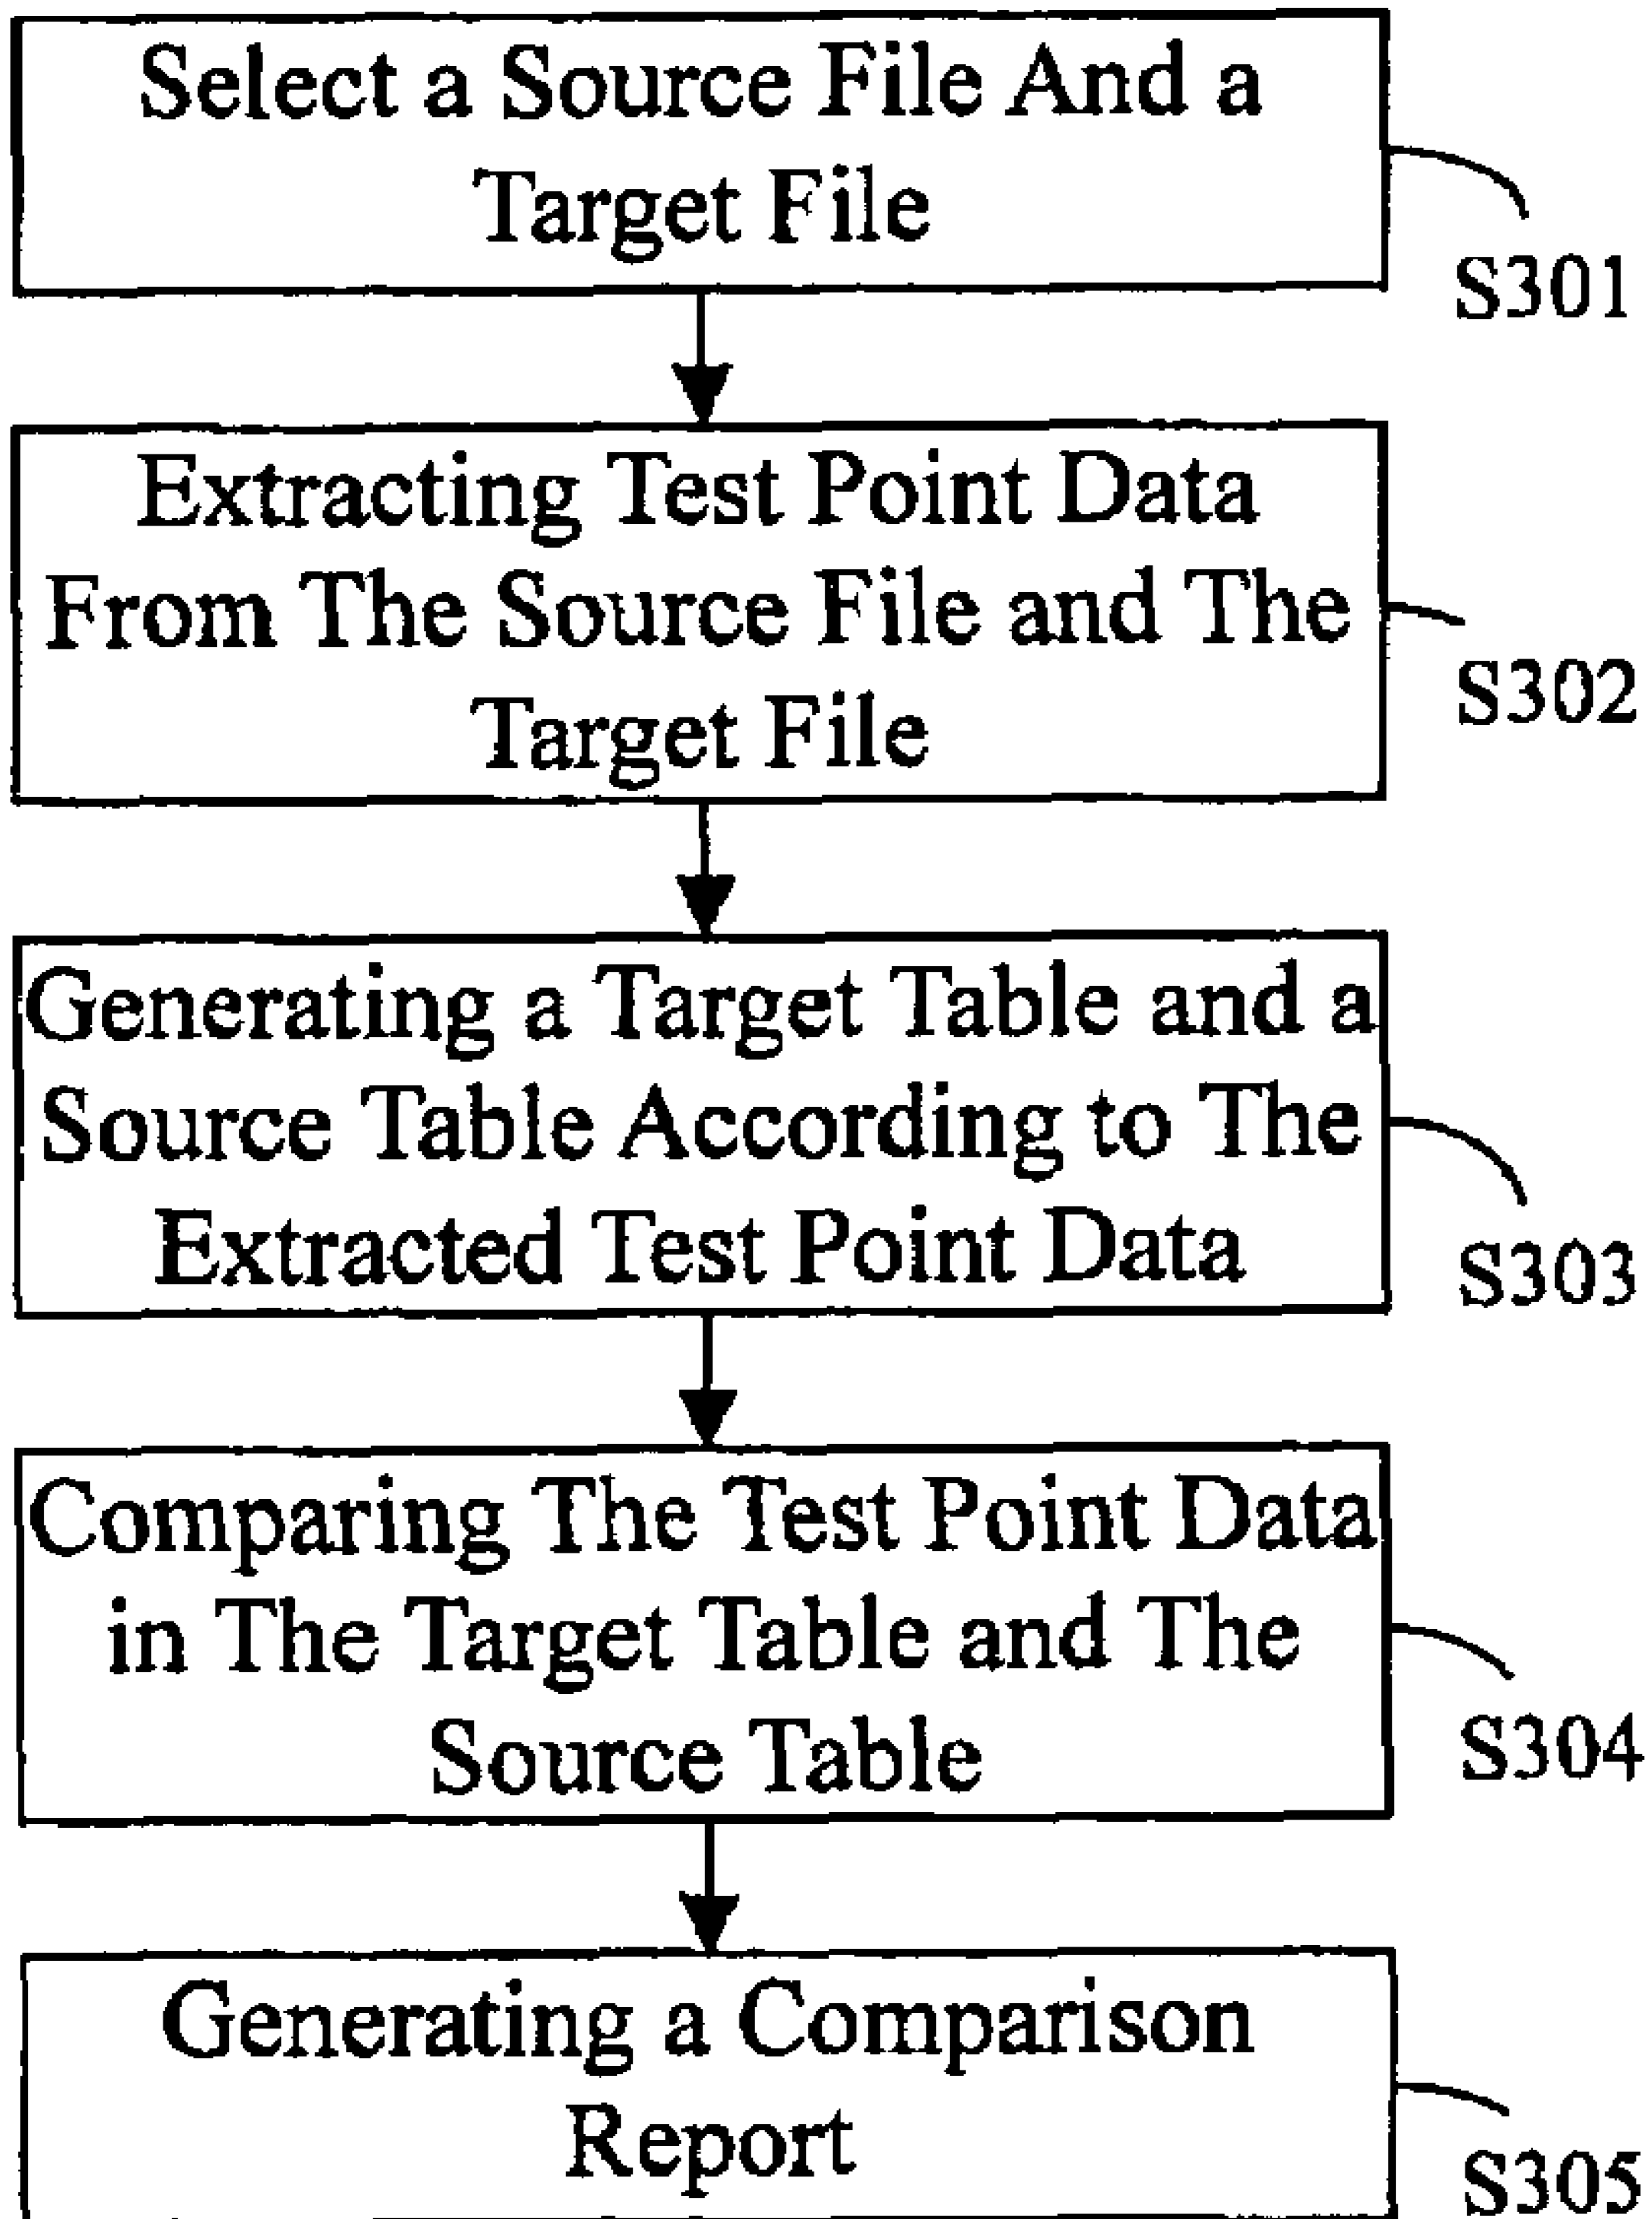 Select a Source File And a
Target File
S301
Extracting Test Point Data
From The Source File and The
Target File
S302
Generating a Target Table and a
Source Table According to The
Extracted Test Point Data
S303
Comparing The Test Point Data
in The Target Table and The
Source Table
S304
Generating a Comparison
Report
S305